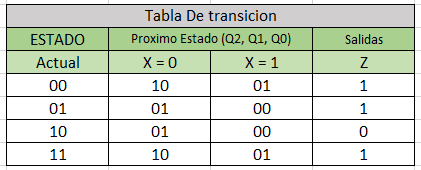 Tabla De transicion
ESTADO Proximo Estado (Q2, Q1, Q0) Salidas
Actual X = 0 X = 1 Z
00 10 01 1
01 01 00 1
10 01 00 0
11 10 01 1